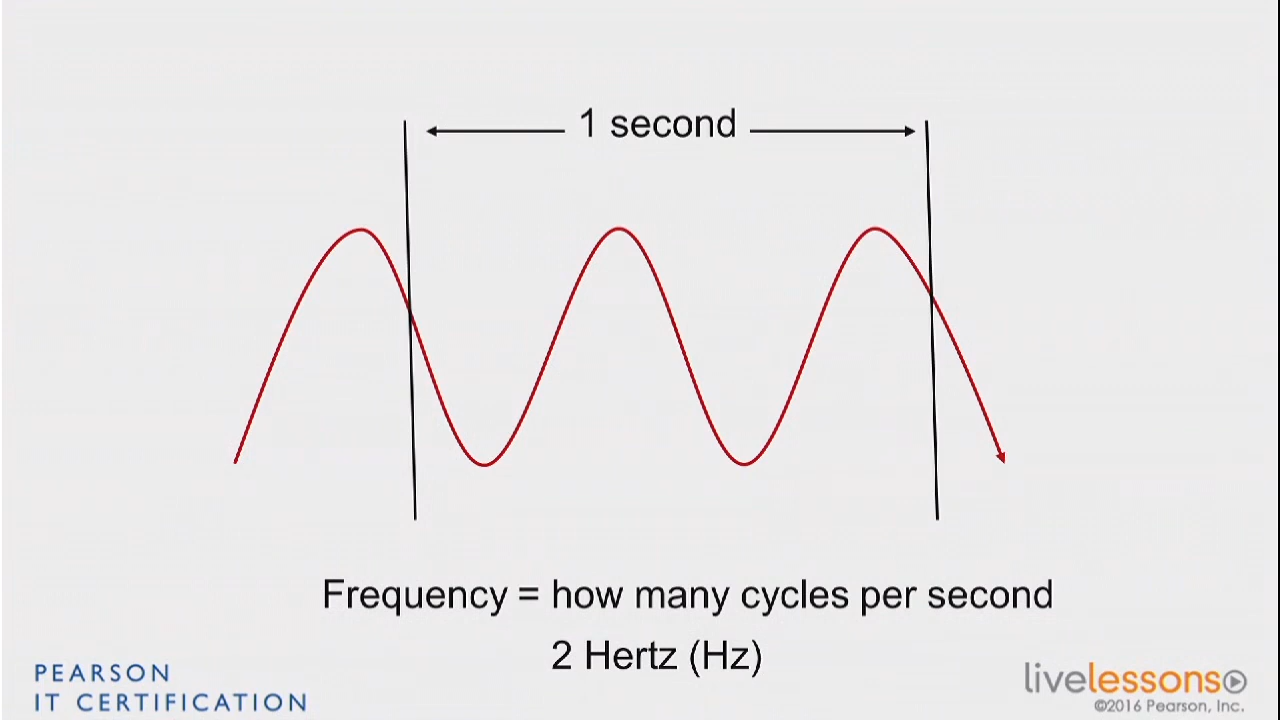 1 second
Frequency = how many cycles per second
2 Hertz (Hz)
PEARSON
IT CERTIFICATION
livelessons
©2016 Pearson, Inc.